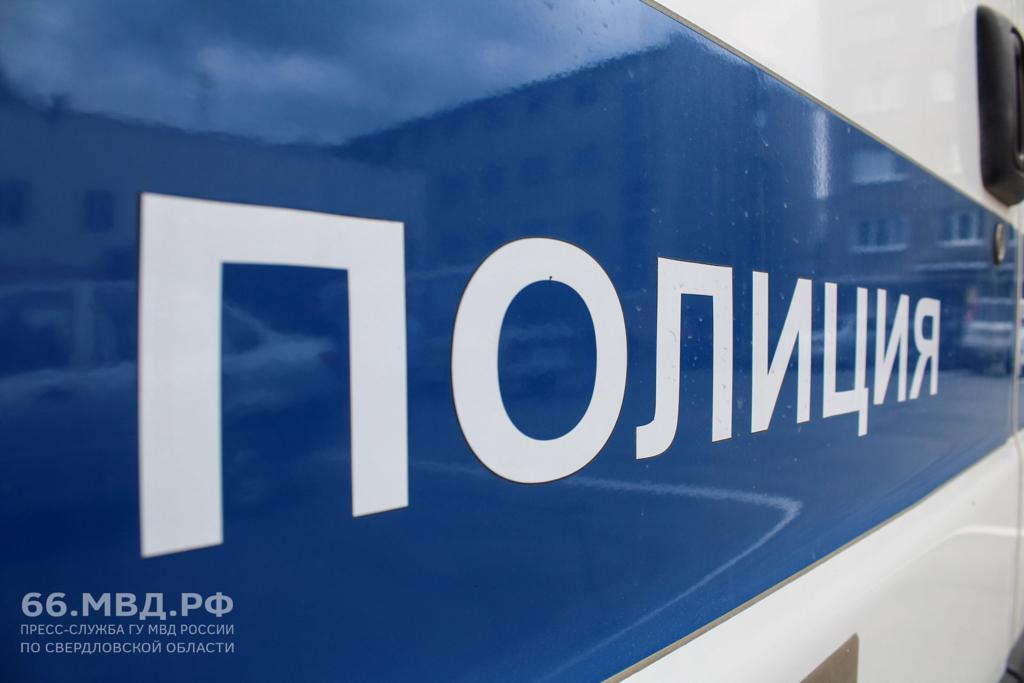 ПОЛИЦИЯ
66.МВД.РФ
ПРЕСС-СЛУЖБА ГУ МВД РОССИИ
ПО СВЕРДЛОВСКОЙ ОБЛАСТИ